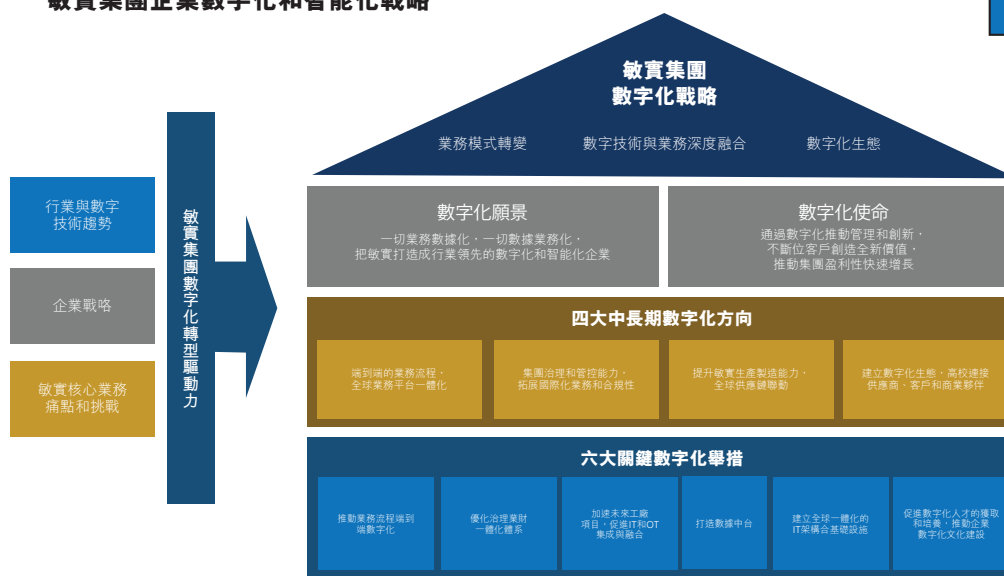 敏實集團企業數字化和智能化戰略
敏實集團
數字化戰略
業務模式轉變
數字技術與業務深度融合
數字化生態
行業與數字
技術趨勢
企業戰咯
敏實核心業務
痛點和挑戰
敏實集團數字化轉型驅動力
數字化願景
一切業務數據化，一切數據業務化，
把敏實打造成行業領先的數字化和智能化企業
數字化使命
通過數字化推動管理和創新，
不斷位客戶創造全新價值，
推動集團盈利性快速增長
四大中長期數字化方向
端到端的業務流程，
全球業務平台一體化
集團治理和管控能力，
拓展國際化業務和合規性
提升敏實生產製造能力，
全球供應鏈聯動
建立數字化生態，高校連接
供應商、客戶和商業夥伴
六大關鍵數字化舉措
推動業務流程端到
端數字化
優化治理業財
一體化體系
加速未來工廠
項目，促進IT和OT
集成與融合
打造數據中台
建立全球一體化的
IT架構合基礎設施
促進數字化人才的獲取
和培養，推動企業
數字化文化建設